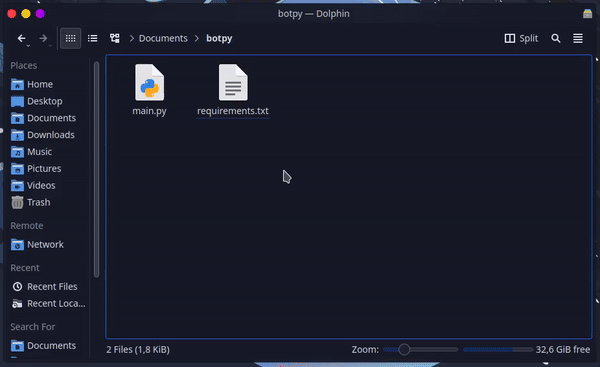 botpy — Dolphin
Documents
botpy
Split
Places
Home
Desktop
Documents
Downloads
Music
Pictures
Videos
Trash
Remote
Network
Recent
Recent Files
Recent Loca...
Search For
Documents
main.py
requirements.txt
2 Files (1,8 KiB)
Zoom:
32,6 GiB free